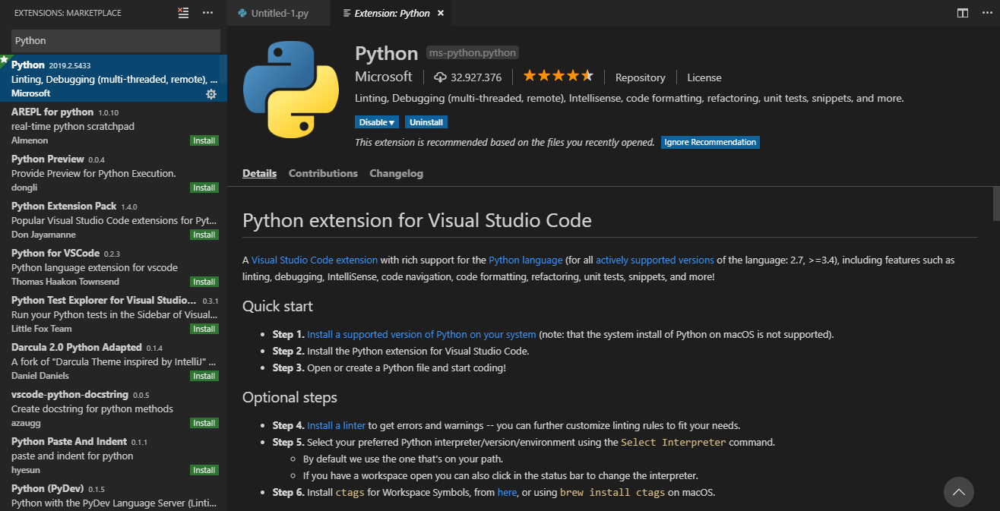 EXTENSIONS: MARKETPLACE
Python
Python 2019.2.5433
Linting, Debugging (multi-threaded, remote), ...
Microsoft
AREPL for python 1.0.10
real-time python scratchpad
Almenon Install
Python Preview 0.0.4
Provide Preview for Python Execution.
dongli Install
Python Extension Pack 1.4.0
Popular Visual Studio Code extensions for Pyt...
Don Jayamanne Install
Python for VSCode 0.2.3
Python language extension for vscode
Thomas Haakon Townsend Install
Python Test Explorer for Visual Studio... 0.3.1
Run your Python tests in the Sidebar of Visual...
Little Fox Team Install
Darcula 2.0 Python Adapted 0.1.4
A fork of "Darcula Theme inspired by IntelliJ" ...
Daniel Daniels Install
vscode-python-docstring 0.0.5
Create docstring for python methods
azaugg Install
Python Paste And Indent 0.1.1
paste and indent for python
hyesun Install
Python (PyDev) 0.1.5
Python with the PyDev Language Server (Linti...
Untitled-1.py
Extension: Python
Python ms-python.python
Microsoft 32.927.376 Repository License
Linting, Debugging (multi-threaded, remote), Intellisense, code formatting, refactoring, unit tests, snippets, and more.
Disable Uninstall
This extension is recommended based on the files you recently opened. Ignore Recommendation
Details Contributions Changelog
Python extension for Visual Studio Code
A Visual Studio Code extension with rich support for the Python language (for all actively supported versions of the language: 2.7, >=3.4), including features such as
linting, debugging, IntelliSense, code navigation, code formatting, refactoring, unit tests, snippets, and more!
Quick start
• Step 1. Install a supported version of Python on your system (note: that the system install of Python on macOS is not supported).
• Step 2. Install the Python extension for Visual Studio Code.
• Step 3. Open or create a Python file and start coding!
Optional steps
• Step 4. Install a linter to get errors and warnings -- you can further customize linting rules to fit your needs.
• Step 5. Select your preferred Python interpreter/version/environment using the Select Interpreter command.
◦ By default we use the one that's on your path.
◦ If you have a workspace open you can also click in the status bar to change the interpreter.
• Step 6. Install ctags for Workspace Symbols, from here, or using brew install ctags on macOS.